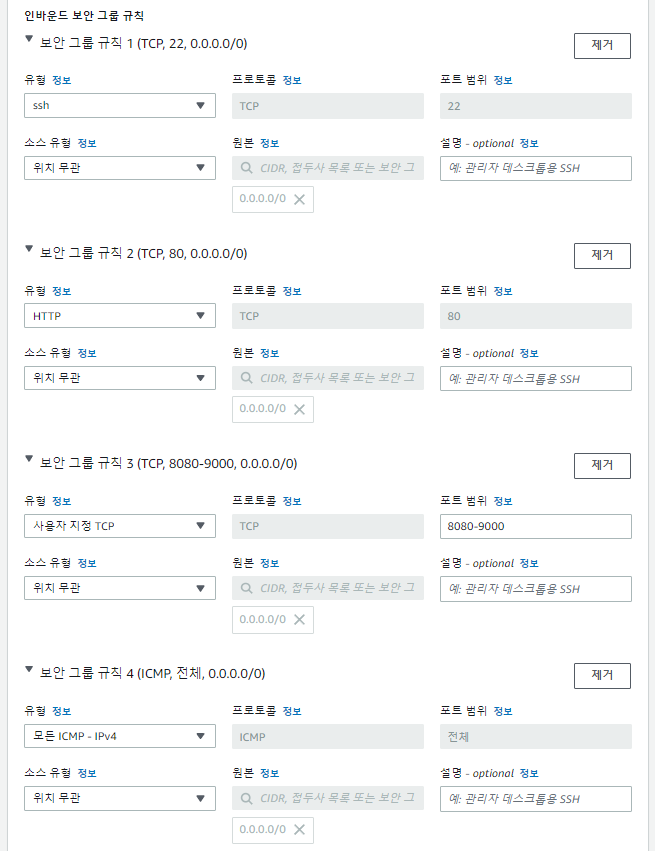 인바운드 보안 그룹 규칙
보안 그룹 규칙 1 (TCP, 22, 0.0.0.0/0)
제거
유형 정보
프로토콜 정보
포트 범위 정보
ssh
TCP
22
소스 유형 정보
원본 정보
설명 - optional 정보
위치 무관
CIDR, 접두사 목록 또는 보안 그
예: 관리자 데스크톱용 SSH
0.0.0.0/0
보안 그룹 규칙 2 (TCP, 80, 0.0.0.0/0)
제거
유형 정보
프로토콜 정보
포트 범위 정보
HTTP
TCP
80
소스 유형 정보
원본 정보
설명 - optional 정보
위치 무관
CIDR, 접두사 목록 또는 보안 그
예: 관리자 데스크톱용 SSH
0.0.0.0/0
보안 그룹 규칙 3 (TCP, 8080-9000, 0.0.0.0/0)
제거
유형 정보
프로토콜 정보
포트 범위 정보
사용자 지정 TCP
TCP
8080-9000
소스 유형 정보
원본 정보
설명 - optional 정보
위치 무관
CIDR, 접두사 목록 또는 보안 그
예: 관리자 데스크톱용 SSH
0.0.0.0/0
보안 그룹 규칙 4 (ICMP, 전체, 0.0.0.0/0)
제거
유형 정보
프로토콜 정보
포트 범위 정보
모든 ICMP - IPv4
ICMP
전체
소스 유형 정보
원본 정보
설명 - optional 정보
위치 무관
CIDR, 접두사 목록 또는 보안 그
예: 관리자 데스크톱용 SSH
0.0.0.0/0